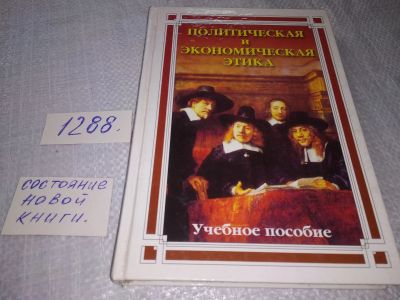 ПОЛИТИЧЕСКАЯ
и
ЭКОНОМИЧЕСКАЯ
ЭТИКА
Учебное пособие
1288.
состояние
новой
книги.